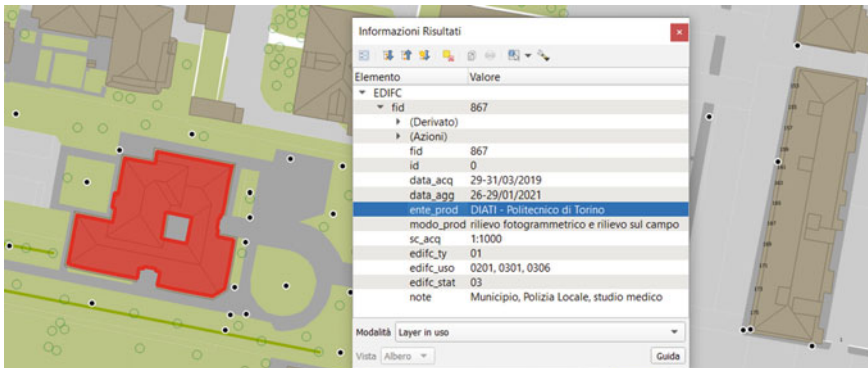 Informazioni Risultati
Elemento Valore
EDIFC
fid 867
(Derivato)
(Azioni)
fid 867
id 0
data_acq 29-31/03/2019
data_agg 26-29/01/2021
ente_prod DIATI - Politecnico di Torino
modo_prod rilievo fotogrammetrico e rilievo sul campo
sc_acq 1:1000
edifc_ty 01
edifc_uso 0201, 0301, 0306
edifc_stat 03
note Municipio, Polizia Locale, studio medico
Modalità Layer in uso
Vista Albero Guida